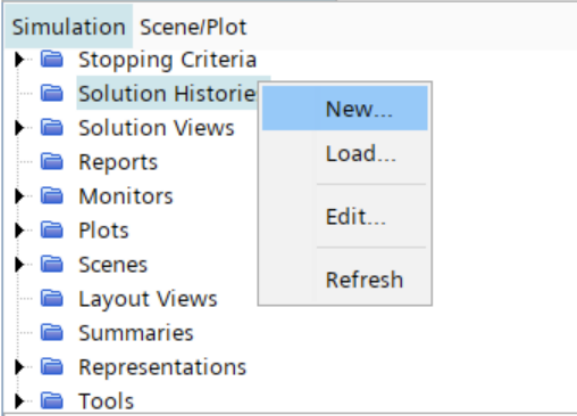 Simulation Scene/Plot
Stopping Criteria
Solution Historie
New...
Load...
Edit...
Refresh
Solution Views
Reports
Monitors
Plots
Scenes
Layout Views
Summaries
Representations
Tools